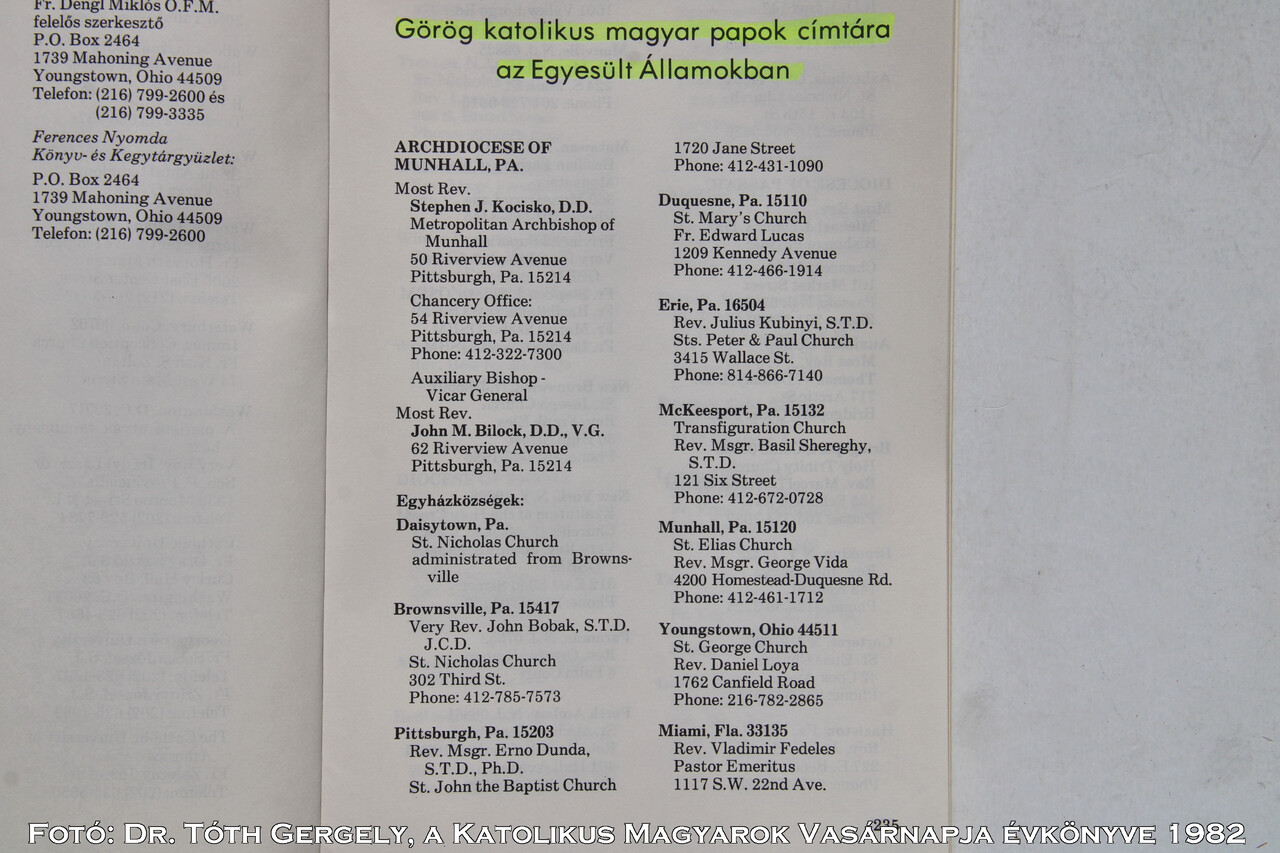 Fr. Dengl Miklós O.F.M.
felelős szerkesztő
P.O. Box 2464
1739 Mahoning Avenue
Youngstown, Ohio 44509
Telefon: (216) 799-2600 és
(216) 799-3335
Ferences Nyomda
Könyv- és Kegytárgyüzlet:
P.O. Box 2464
1739 Mahoning Avenue
Youngstown, Ohio 44509
Telefon: (216) 799-2600
Görög katolikus magyar papok címtára
az Egyesült Államokban
ARCHDIOCESE OF
MUNHALL, PA.
Most Rev.
Stephen J. Kocisko, D.D.
Metropolitan Archbishop of
Munhall
50 Riverview Avenue
Pittsburgh, Pa. 15214
Chancery Office:
54 Riverview Avenue
Pittsburgh, Pa. 15214
Phone: 412-322-7300
Auxiliary Bishop -
Vicar General
Most Rev.
John M. Bilock, D.D., V.G.
62 Riverview Avenue
Pittsburgh, Pa. 15214
Egyházközségek:
Daisytown, Pa.
St. Nicholas Church
administrated from Browns-
ville
Brownsville, Pa. 15417
Very Rev. John Bobak, S.T.D.
J.C.D.
St. Nicholas Church
302 Third St.
Phone: 412-785-7573
Pittsburgh, Pa. 15203
Rev. Msgr. Erno Dunda,
S.T.D., Ph.D.
St. John the Baptist Church
1720 Jane Street
Phone: 412-431-1090
Duquesne, Pa. 15110
St. Mary's Church
Fr. Edward Lucas
1209 Kennedy Avenue
Phone: 412-466-1914
Erie, Pa. 16504
Rev. Julius Kubinyi, S.T.D.
Sts. Peter & Paul Church
3415 Wallace St.
Phone: 814-866-7140
McKeesport, Pa. 15132
Transfiguration Church
Rev. Msgr. Basil Shereghy,
S.T.D.
121 Six Street
Phone: 412-672-0728
Munhall, Pa. 15120
St. Elias Church
Rev. Msgr. George Vida
4200 Homestead-Duquesne Rd.
Phone: 412-461-1712
Youngstown, Ohio 44511
St. George Church
Rev. Daniel Loya
1762 Canfield Road
Phone: 216-782-2865
Miami, Fla. 33135
Rev. Vladimir Fedeles
Pastor Emeritus
1117 S.W. 22nd Ave.
235
Fotó: Dr. Tóth Gergely, a Katolikus Magyarok Vasárnapja évkönyve 1982